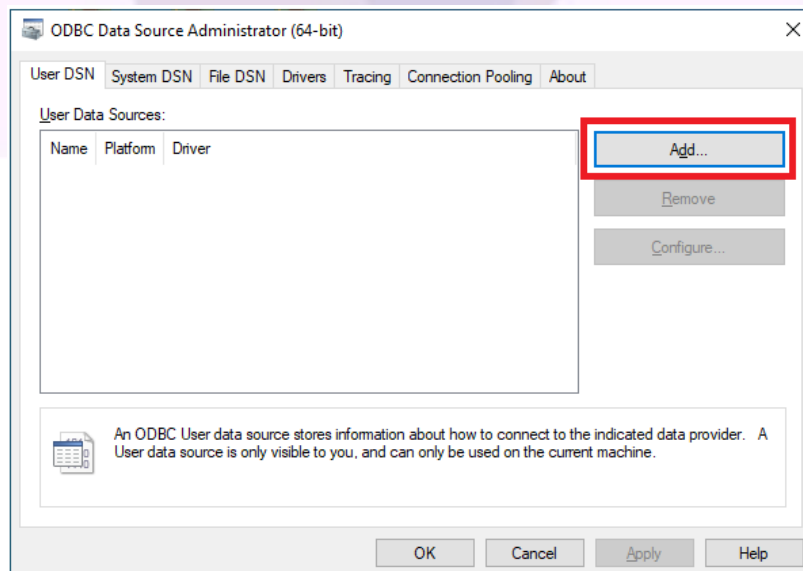 ODBC Data Source Administrator (64-bit)
User DSN System DSN File DSN Drivers Tracing Connection Pooling About
User Data Sources:
Name Platform Driver
Add...
Remove
Configure...
An ODBC User data source stores information about how to connect to the indicated data provider. A
User data source is only visible to you, and can only be used on the current machine.
OK Cancel Apply Help